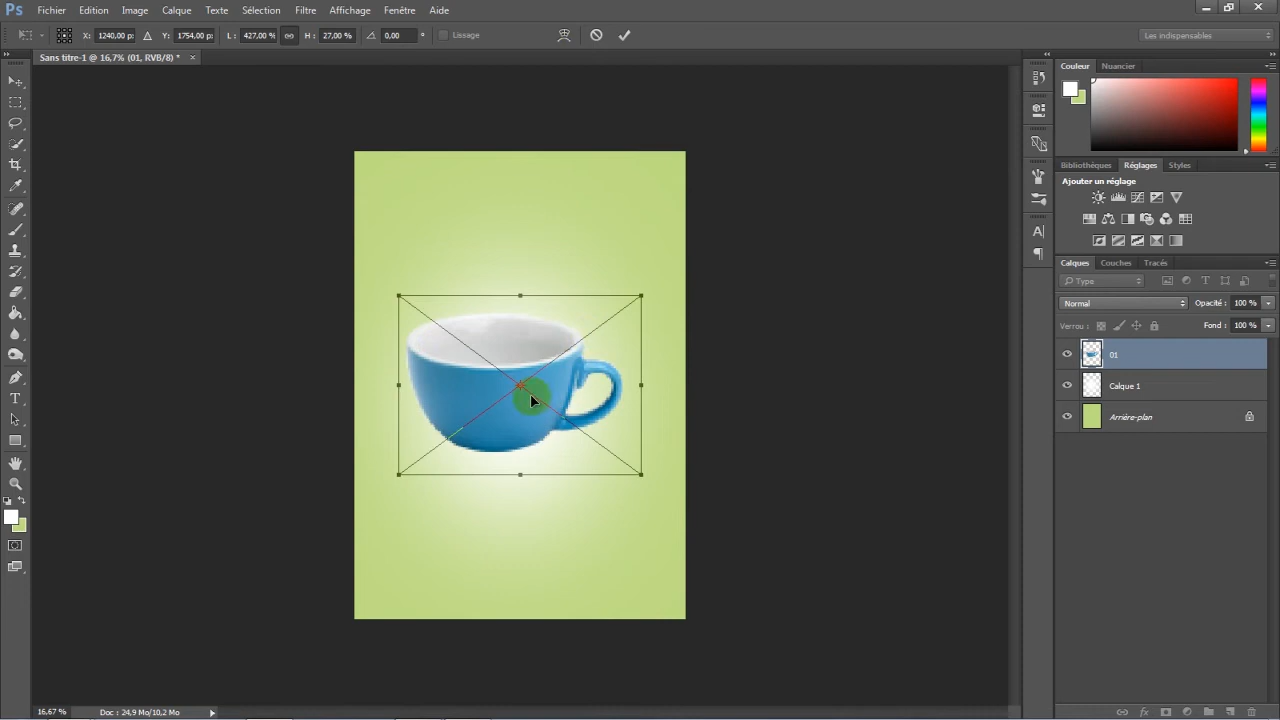 Ps Fichier Edition Image Calque Texte Sélection Filtre Affichage Fenêtre Aide
X: 1240,00 p: Y: 1754,00 p: L: 427,00 % H: 27,00 % 0,00 Lissage Les indispensables
Sans titre-1 @ 16,7% (01, RVB/8) * ×
Couleur Nuancier
Bibliothèques Réglages Styles
Ajouter un réglage
Calques Couches Tracés
Type
Normal Opacité : 100 %
Verrou : Fond : 100 %
01
Calque 1
Arrière-plan
16,67 % Doc : 24,9 Mo/10,2 Mo